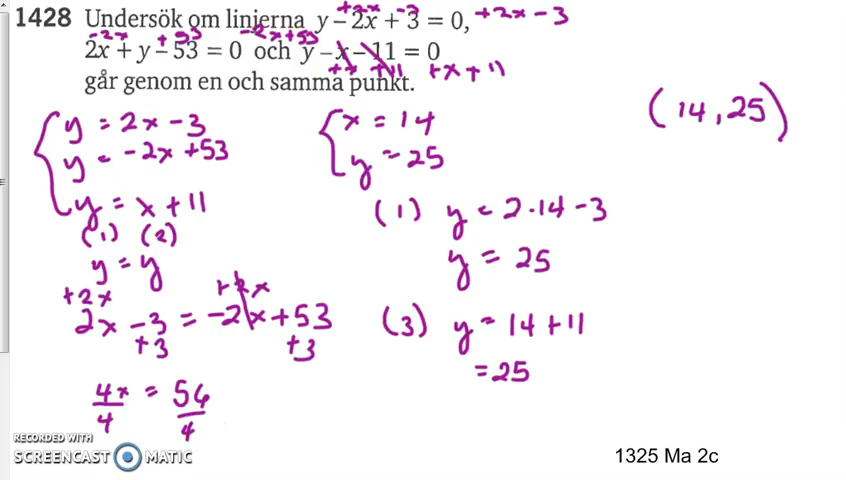 1428 Undersök om linjerna y − 2x + 3 = 0, +2x − 3
+2x −3
−2x +53 −2x+53
2x + y − 53 = 0 och y − x − 11 = 0
+x +11 +x + 11
går genom en och samma punkt.
y = 2x − 3
y = −2x + 53
y = x + 11
(1) (2)
y = y
+2x +2x
2x − 3 = −2x + 53
+3 +3
4x = 56
4 4
x = 14
y = 25
(1) y = 2·14 − 3
y = 25
(3) y = 14 + 11
= 25
(14, 25)
RECORDED WITH
SCREENCAST MATIC
1325 Ma 2c